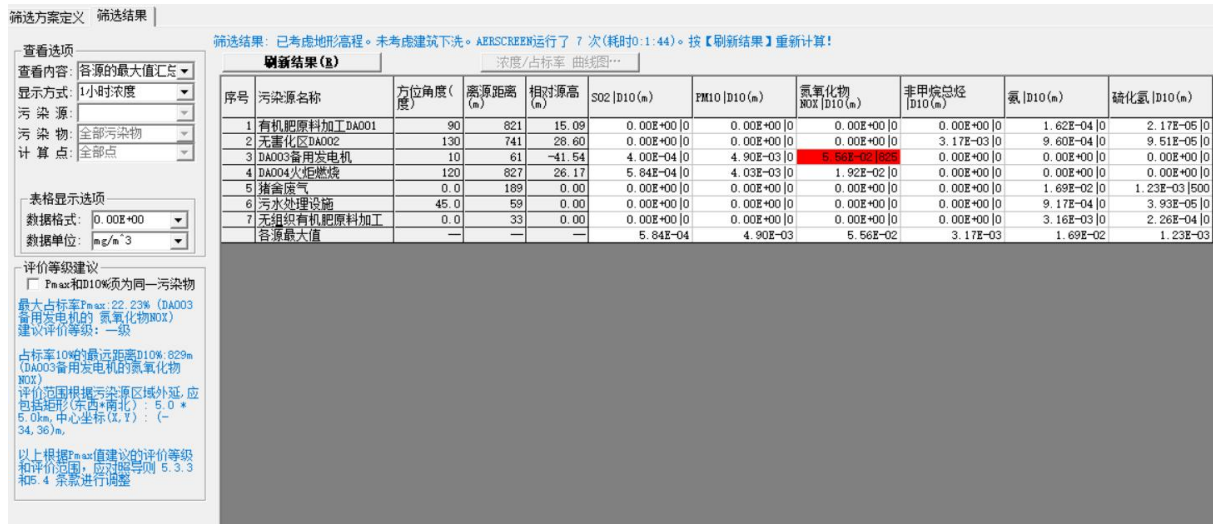 筛选方案定义 筛选结果
筛选结果: 已考虑地形高程。未考虑建筑下洗。AERSCREEN运行了 7 次(耗时0:1:44)。按【刷新结果】重新计算!
刷新结果(R) 浓度/占标率 曲线图…
查看选项
查看内容: 各源的最大值汇总
显示方式: 1小时浓度
污 染 源:
污 染 物: 全部污染物
计 算 点: 全部点
表格显示选项
数据格式: 0.00E+00
数据单位: mg/m^3
评价等级建议
Pmax和D10%须为同一污染物
最大占标率Pmax:22.23% (DA003
备用发电机的 氮氧化物NOX)
建议评价等级: 一级
占标率10%的最远距离D10%:829m
(DA003备用发电机的氮氧化物
NOX)
评价范围根据污染源区域外延,应
包括矩形(东西*南北): 5.0 *
5.0km,中心坐标(X,Y): (-
34,36)m,
以上根据Pmax值建议的评价等级
和评价范围, 应对照导则 5.3.3
和5.4 条款进行调整
序号 污染源名称 方位角度(度) 离源距离(m) 相对源高(m) SO2|D10(m) PM10|D10(m) 氮氧化物NOX|D10(m) 非甲烷总烃|D10(m) 氨|D10(m) 硫化氢|D10(m)
1 有机肥原料加工DA001 90 821 15.09 0.00E+00|0 0.00E+00|0 0.00E+00|0 0.00E+00|0 1.62E-04|0 2.17E-05|0
2 无害化区DA002 130 741 28.60 0.00E+00|0 0.00E+00|0 0.00E+00|0 3.17E-03|0 9.60E-04|0 9.51E-05|0
3 DA003备用发电机 10 61 -41.54 4.00E-04|0 4.90E-03|0 5.56E-02|825 0.00E+00|0 0.00E+00|0 0.00E+00|0
4 DA004火炬燃烧 120 827 26.17 5.84E-04|0 4.03E-03|0 1.92E-02|0 0.00E+00|0 0.00E+00|0 0.00E+00|0
5 猪舍废气 0.0 189 0.00 0.00E+00|0 0.00E+00|0 0.00E+00|0 0.00E+00|0 1.69E-02|0 1.23E-03|500
6 污水处理设施 45.0 59 0.00 0.00E+00|0 0.00E+00|0 0.00E+00|0 0.00E+00|0 9.17E-04|0 3.93E-05|0
7 无组织有机肥原料加工 0.0 33 0.00 0.00E+00|0 0.00E+00|0 0.00E+00|0 0.00E+00|0 3.16E-03|0 2.26E-04|0
各源最大值 — — — 5.84E-04 4.90E-03 5.56E-02 3.17E-03 1.69E-02 1.23E-03